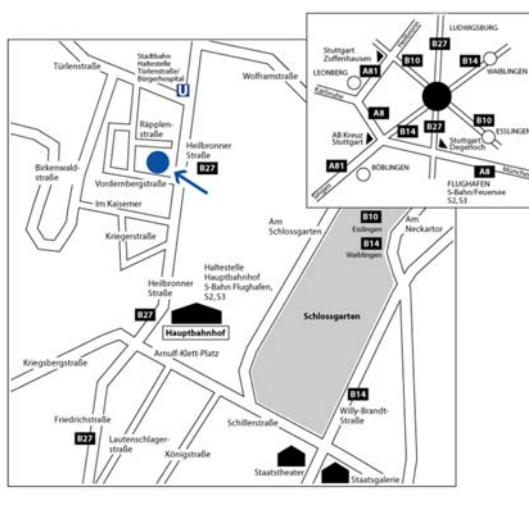 LUDWIGSBURG
B27
Heilbronn
Stuttgart
Zuffenhausen
B10
B14
WAIBLINGEN
LEONBERG
A81
Karlsruhe
A8
B10
ESSLINGEN
AB Kreuz
Stuttgart
B14
B27
Stuttgart
Degerloch
A81
Singen
BÖBLINGEN
A8
München
FLUGHAFEN
S-Bahn/Feuersee
S2, S3
Stadtbahn
Haltestelle
Türlenstraße/
Bürgerhospital
U
Türlenstraße
Wolframstraße
Räpplen-
straße
Heilbronner
Straße
B27
Birkenwald-
straße
Vordernbergstraße
Im Kaisemer
Kriegerstraße
Am
Schlossgarten
B10
Esslingen
B14
Waiblingen
Am
Neckartor
Heilbronner
Straße
B27
Haltestelle
Hauptbahnhof
S-Bahn Flughafen,
S2, S3
Hauptbahnhof
Schlossgarten
Arnulf-Klett-Platz
Kriegsbergstraße
B14
Willy-Brandt-
Straße
Friedrichstraße
B27
Lautenschlager-
straße
Königstraße
Schillerstraße
Staatstheater
Staatsgalerie